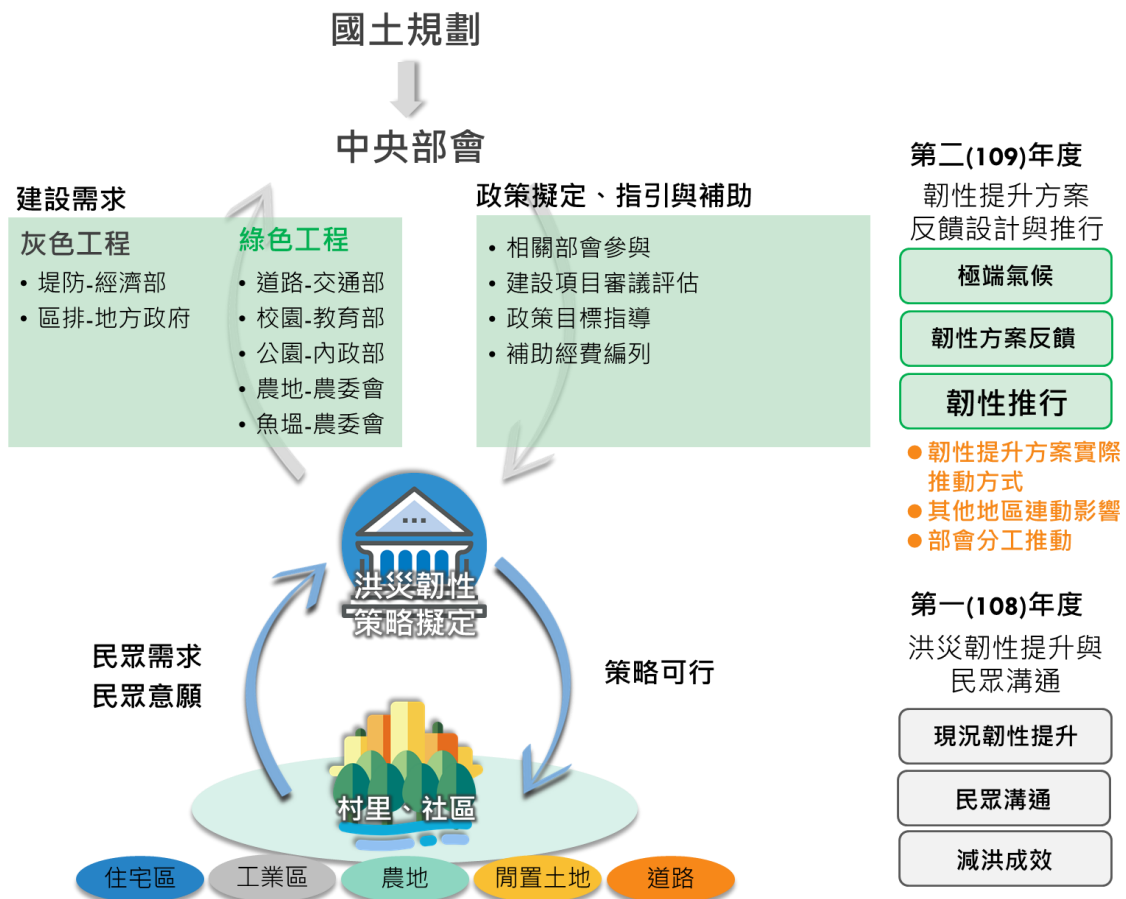 國土規劃
中央部會
建設需求
灰色工程
• 堤防-經濟部
• 區排-地方政府
綠色工程
• 道路-交通部
• 校園-教育部
• 公園-內政部
• 農地-農委會
• 魚塭-農委會
政策擬定、指引與補助
• 相關部會參與
• 建設項目審議評估
• 政策目標指導
• 補助經費編列
洪災韌性
策略擬定
民眾需求
民眾意願
策略可行
村里、社區
住宅區
工業區
農地
閒置土地
道路
第二(109)年度
韌性提升方案
反饋設計與推行
極端氣候
韌性方案反饋
韌性推行
● 韌性提升方案實際
推動方式
● 其他地區連動影響
● 部會分工推動
第一(108)年度
洪災韌性提升與
民眾溝通
現況韌性提升
民眾溝通
減洪成效